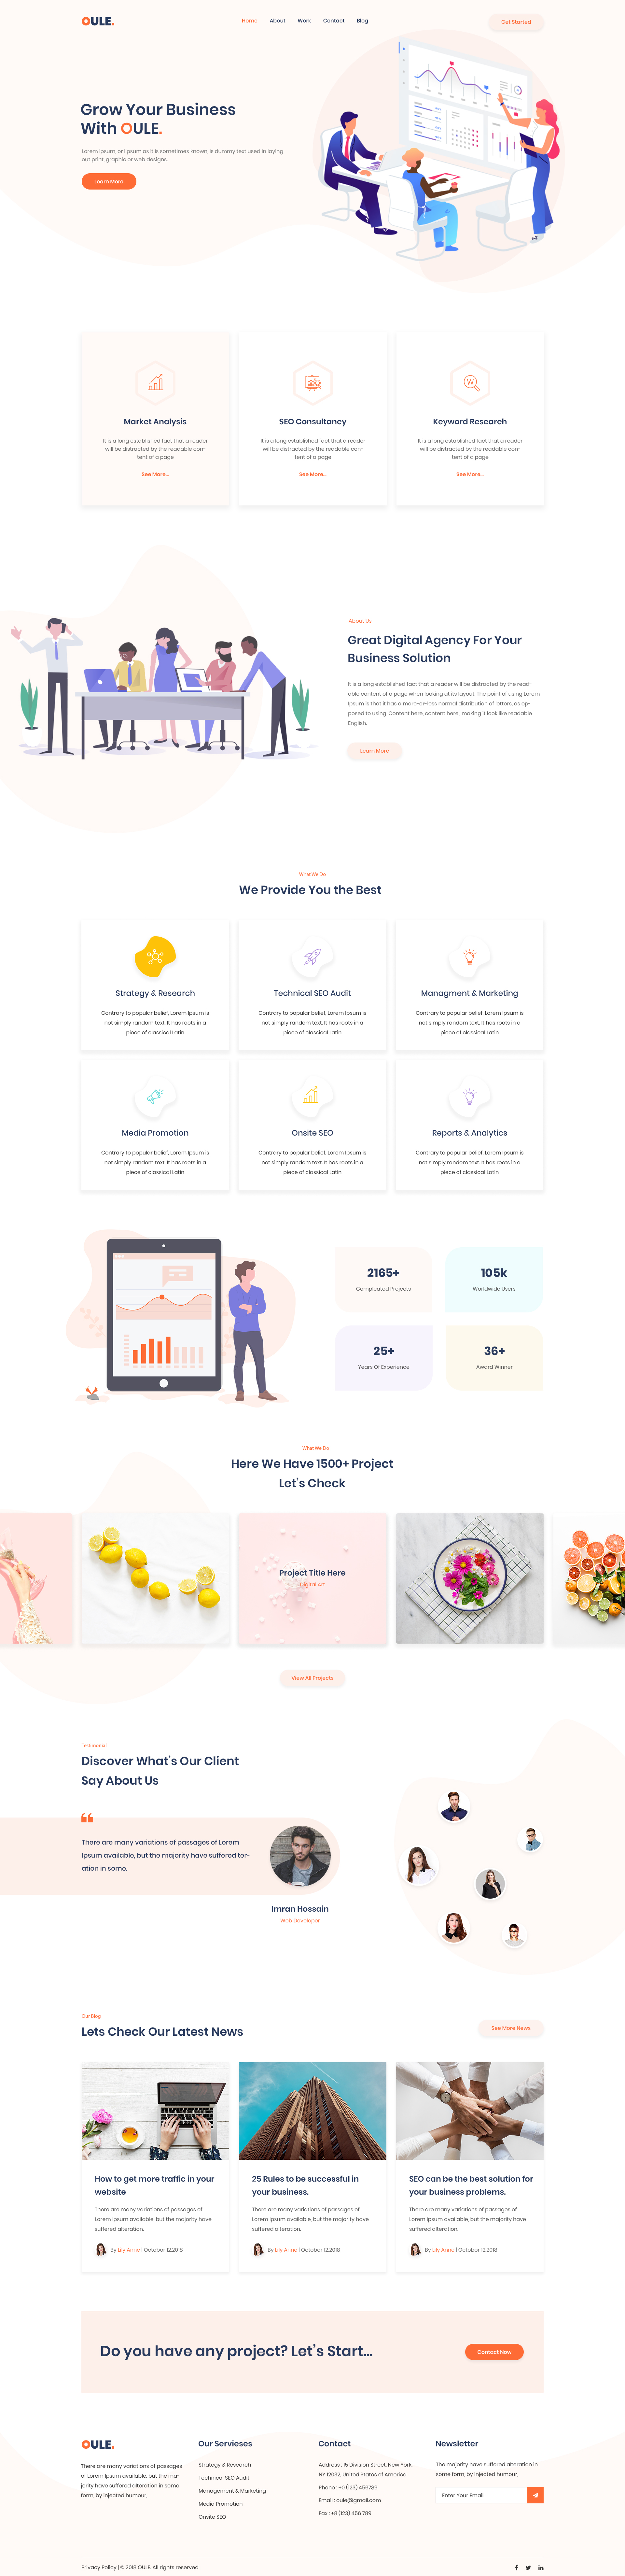 OULE.
Home About Work Contact Blog
Get Started
Grow Your Business
With OULE.
Lorem Ipsum, or lipsum as it is sometimes known, is dummy text used in laying
out print, graphic or web designs.
Learn More
Market Analysis
It is a long established fact that a reader
will be distracted by the readable con-
tent of a page
See More...
SEO Consultancy
It is a long established fact that a reader
will be distracted by the readable con-
tent of a page
See More...
W
Keyword Research
It is a long established fact that a reader
will be distracted by the readable con-
tent of a page
See More...
About Us
Great Digital Agency For Your
Business Solution
It is a long established fact that a reader will be distracted by the read-
able content of a page when looking at its layout. The point of using Lorem
Ipsum is that it has a more-or-less normal distribution of letters, as op-
posed to using 'Content here, content here', making it look like readable
English.
Learn More
What We Do
We Provide You the Best
Strategy & Research
Contrary to popular belief, Lorem Ipsum is
not simply random text. It has roots in a
piece of classical Latin
Technical SEO Audit
Contrary to popular belief, Lorem Ipsum is
not simply random text. It has roots in a
piece of classical Latin
Managment & Marketing
Contrary to popular belief, Lorem Ipsum is
not simply random text. It has roots in a
piece of classical Latin
Media Promotion
Contrary to popular belief, Lorem Ipsum is
not simply random text. It has roots in a
piece of classical Latin
Onsite SEO
Contrary to popular belief, Lorem Ipsum is
not simply random text. It has roots in a
piece of classical Latin
Reports & Analytics
Contrary to popular belief, Lorem Ipsum is
not simply random text. It has roots in a
piece of classical Latin
2165+
Compleated Projects
105k
Worldwide Users
25+
Years Of Experience
36+
Award Winner
What We Do
Here We Have 1500+ Project
Let's Check
Project Title Here
Digital Art
View All Projects
Testimonial
Discover What's Our Client
Say About Us
There are many variations of passages of Lorem
Ipsum available, but the majority have suffered ter-
ation in some.
Imran Hossain
Web Developer
Our Blog
Lets Check Our Latest News
See More News
How to get more traffic in your
website
There are many variations of passages of
Lorem Ipsum available, but the majority have
suffered alteration.
By Lily Anne | October 12,2018
25 Rules to be successful in
your business.
There are many variations of passages of
Lorem Ipsum available, but the majority have
suffered alteration.
By Lily Anne | October 12,2018
SEO can be the best solution for
your business problems.
There are many variations of passages of
Lorem Ipsum available, but the majority have
suffered alteration.
By Lily Anne | October 12,2018
Do you have any project? Let's Start...
Contact Now
OULE.
There are many variations of passages
of Lorem Ipsum available, but the ma-
jority have suffered alteration in some
form, by injected humour,
Our Servieses
Strategy & Research
Technical SEO Audit
Management & Marketing
Media Promotion
Onsite SEO
Contact
Address : 15 Division Street, New York,
NY 12032, United States of America
Phone : +0 (123) 456789
Email : oule@gmail.com
Fax : +8 (123) 456 789
Newsletter
The majority have suffered alteration in
some form, by injected humour,
Enter Your Email
Privacy Policy | © 2018 OULE. All rights reserved